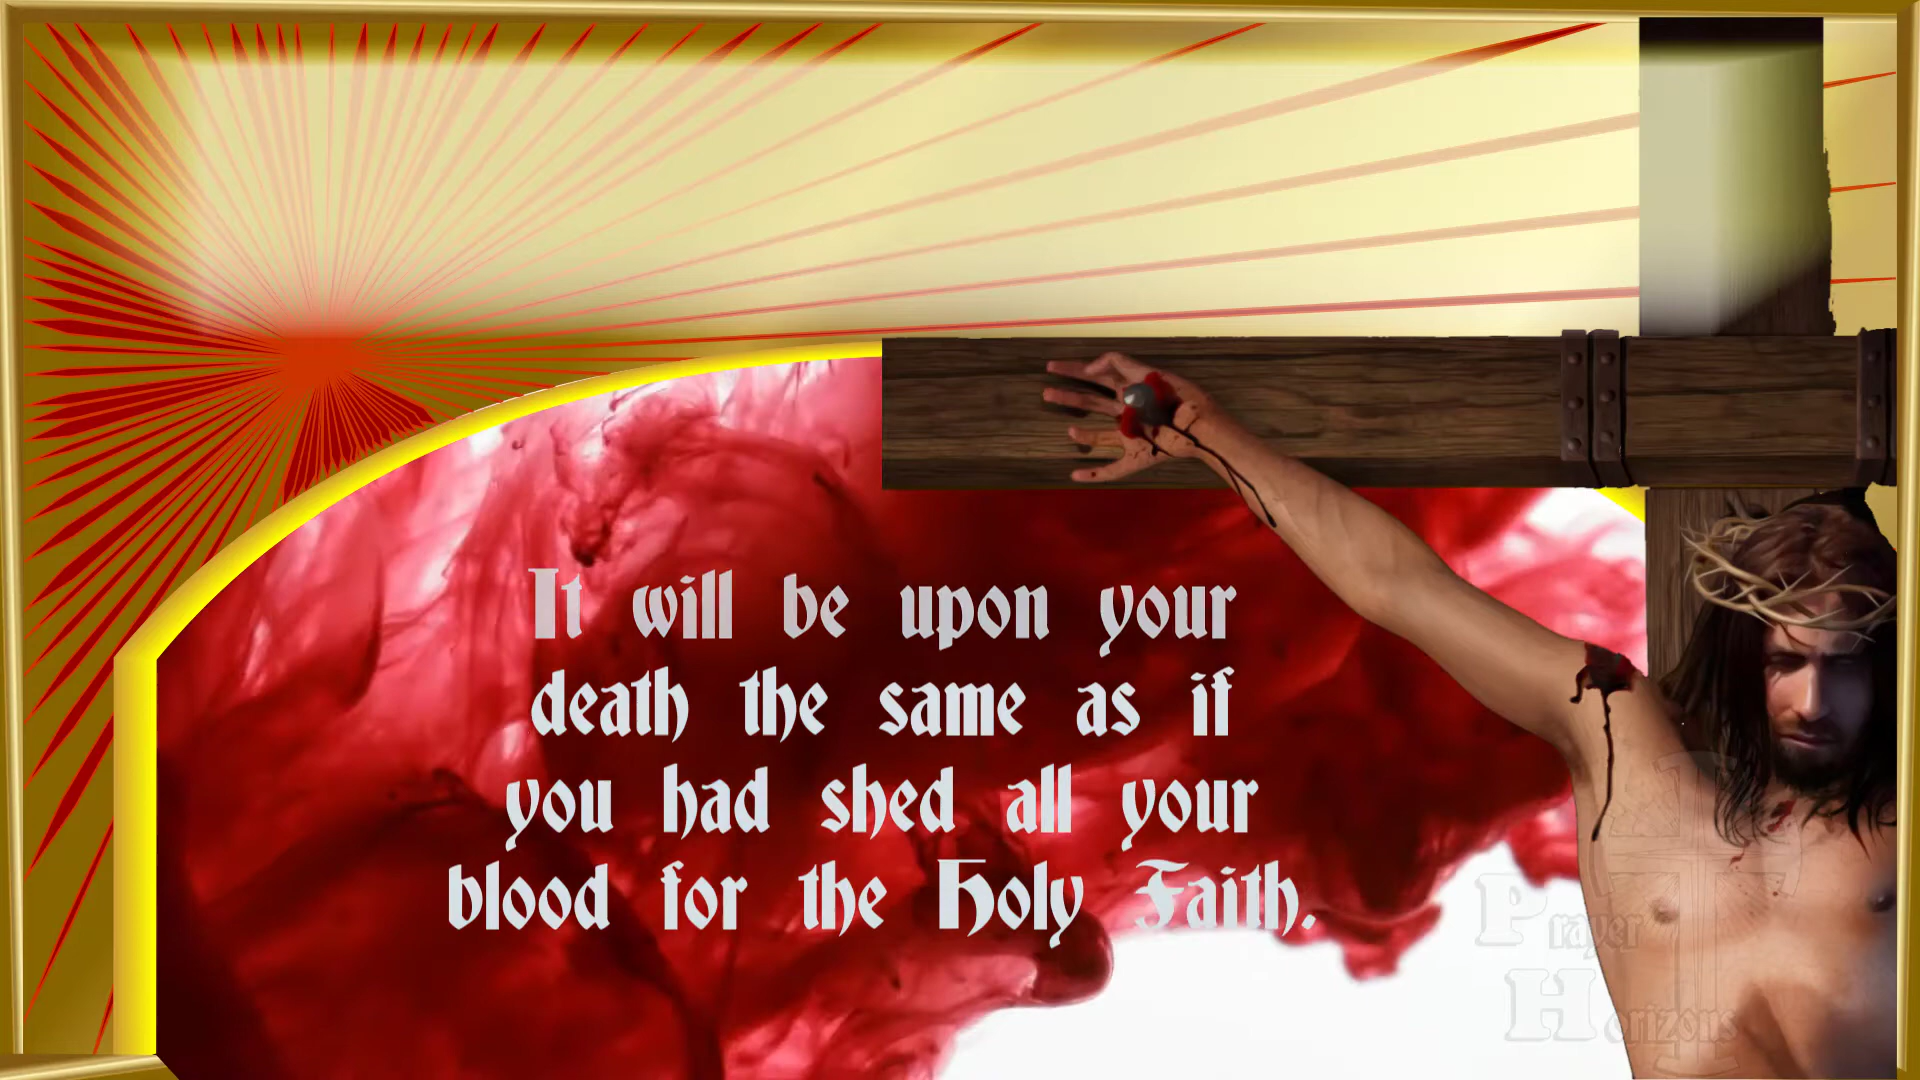 It will be upon your
death the same as if
you had shed all your
blood for the Holy Faith.
Prayer
Horizons